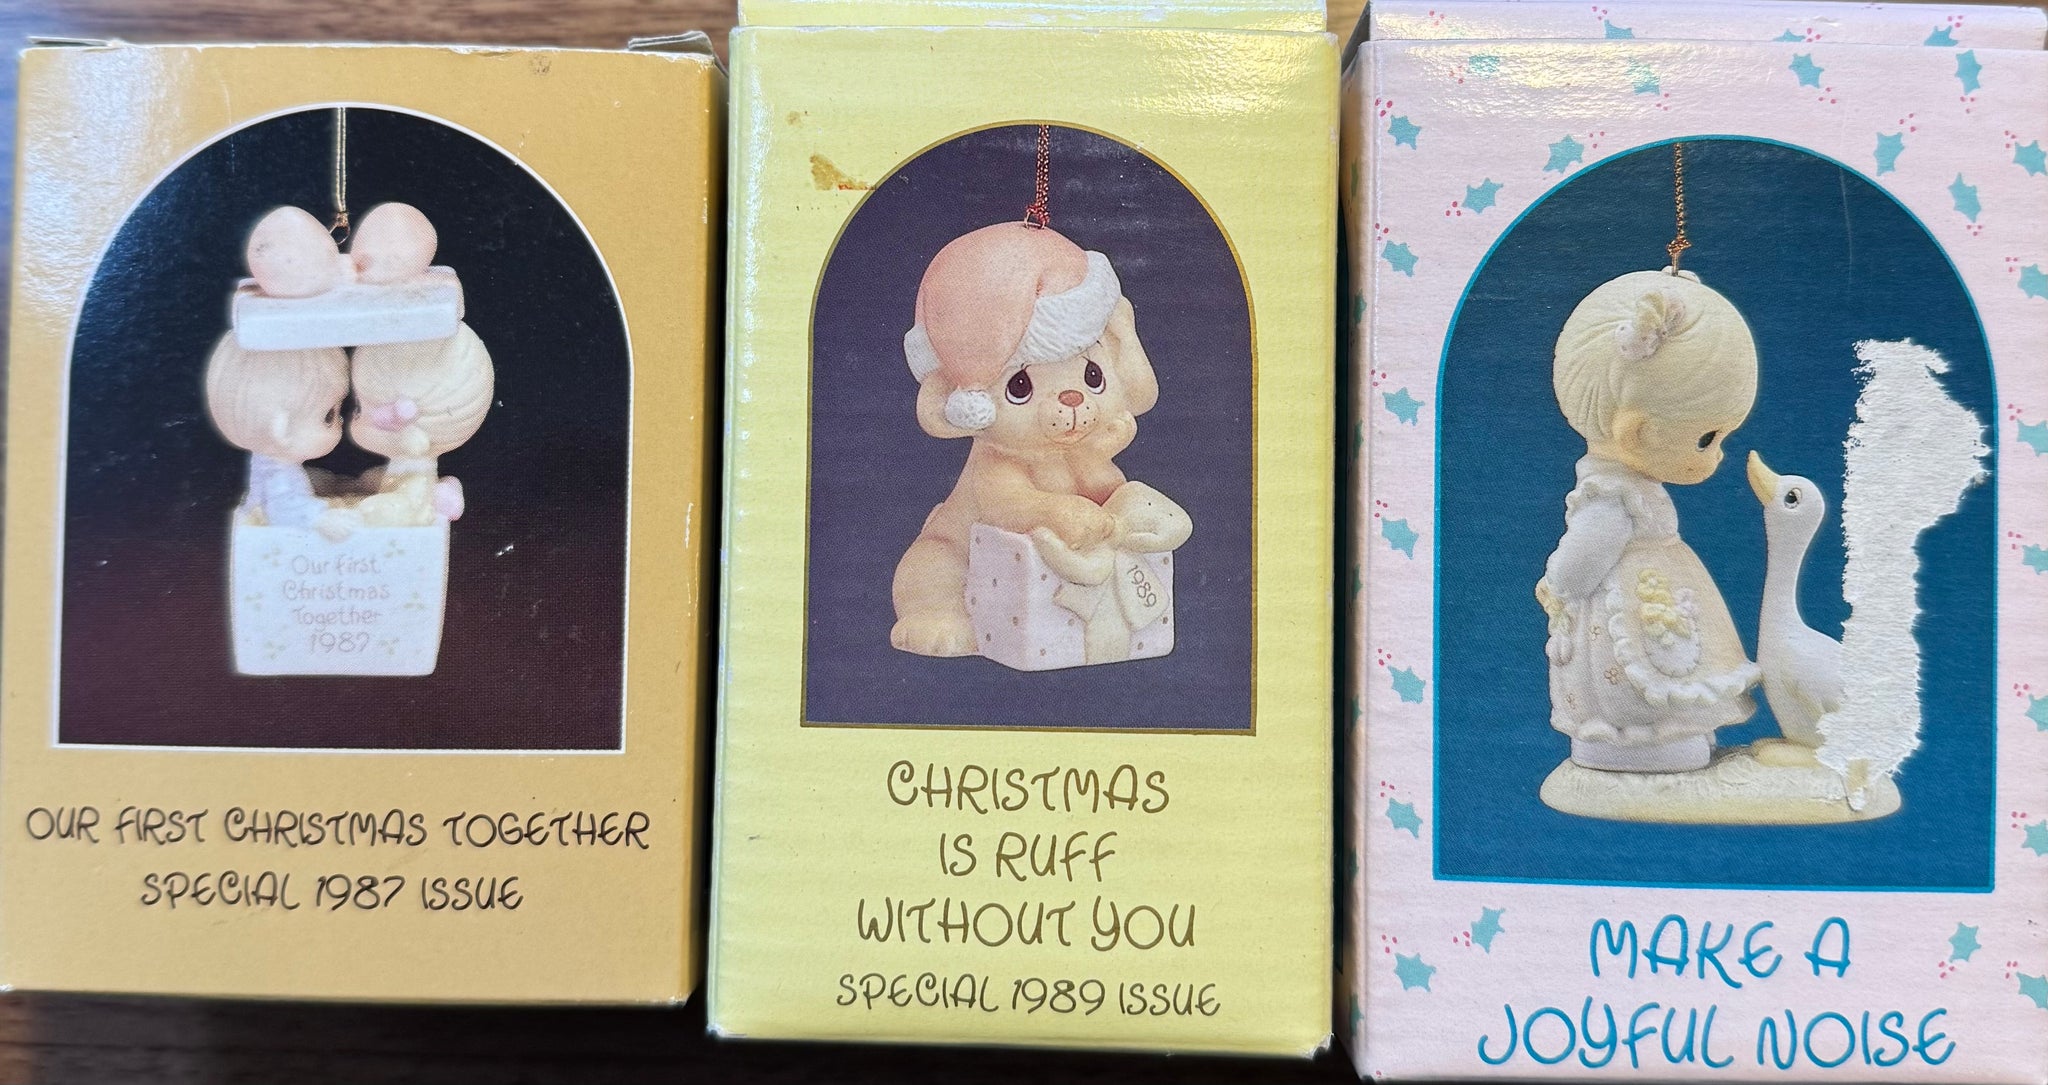 Our First
Christmas
Together
1987
OUR FIRST CHRISTMAS TOGETHER
SPECIAL 1987 ISSUE
1989
CHRISTMAS
IS RUFF
WITHOUT YOU
SPECIAL 1989 ISSUE
MAKE A
JOYFUL NOISE